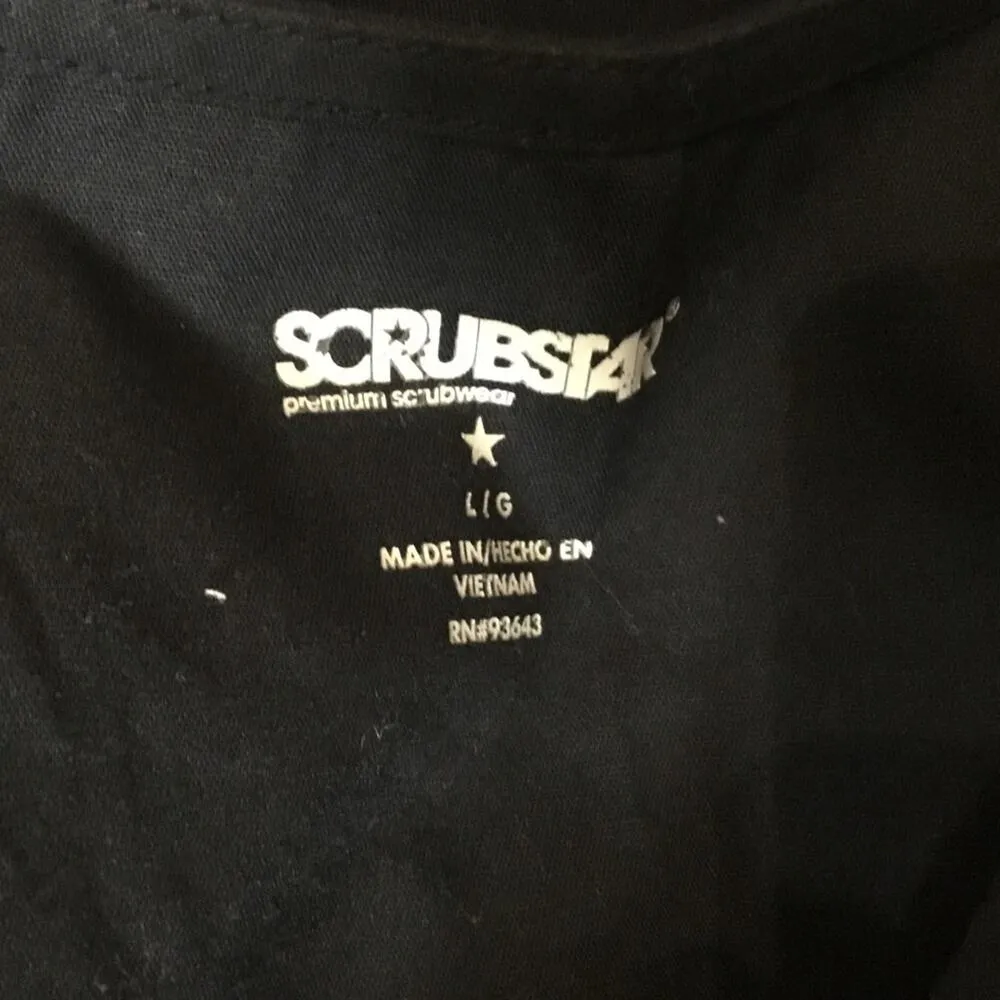 SCRUBSTAR®
premium scrubwear
L/G
MADE IN/HECHO EN
VIETNAM
RN#93643